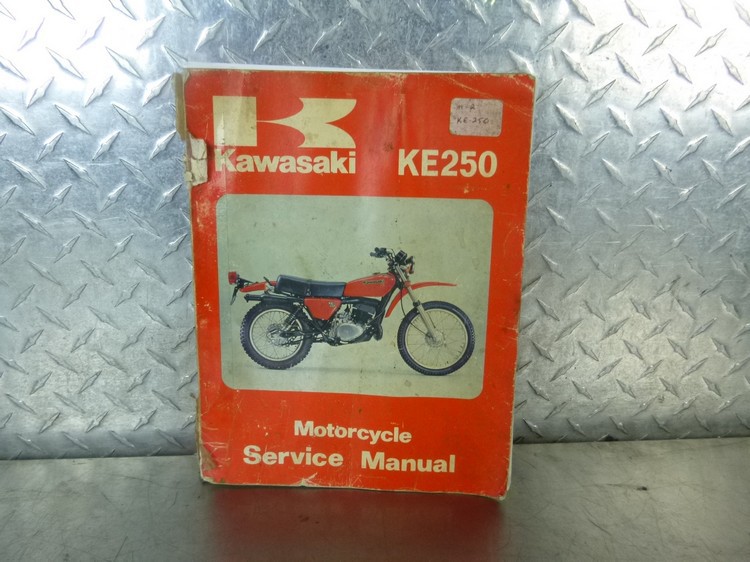 Kawasaki KE250
KE-250
Motorcycle
Service Manual